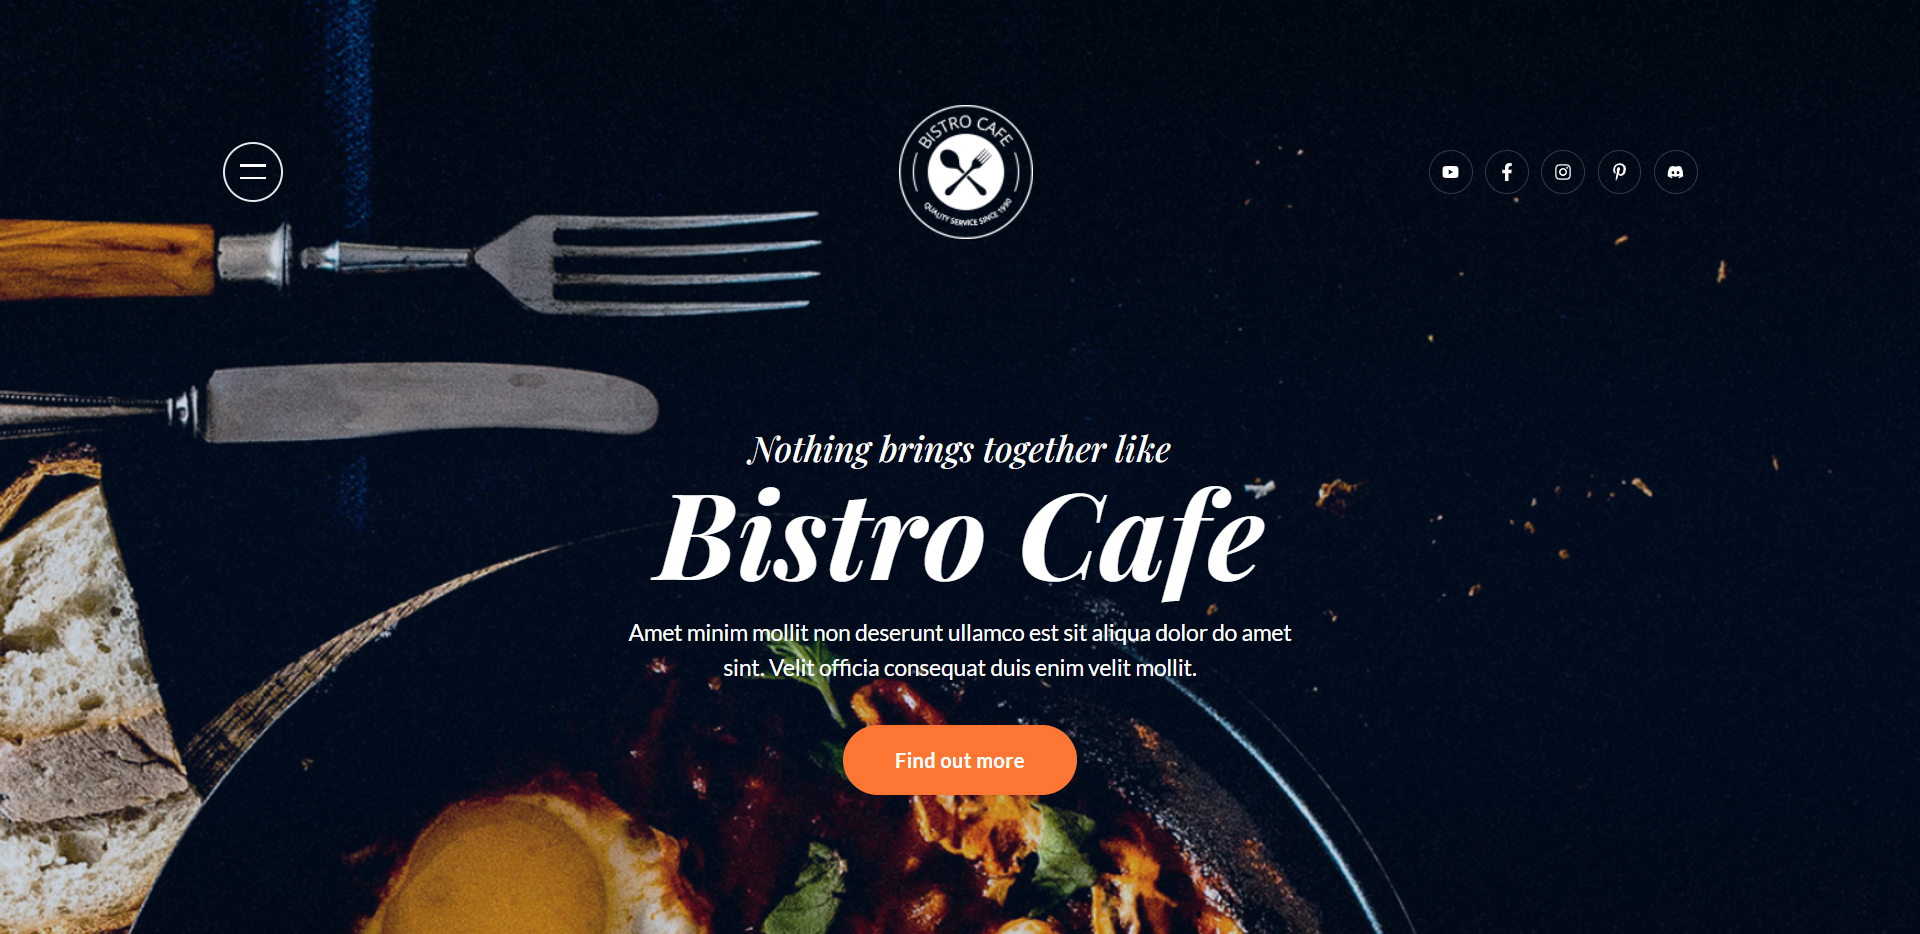 BISTRO CAFE
QUALITY SERVICE SINCE 1990
Nothing brings together like
Bistro Cafe
Amet minim mollit non deserunt ullamco est sit aliqua dolor do amet
sint. Velit officia consequat duis enim velit mollit.
Find out more